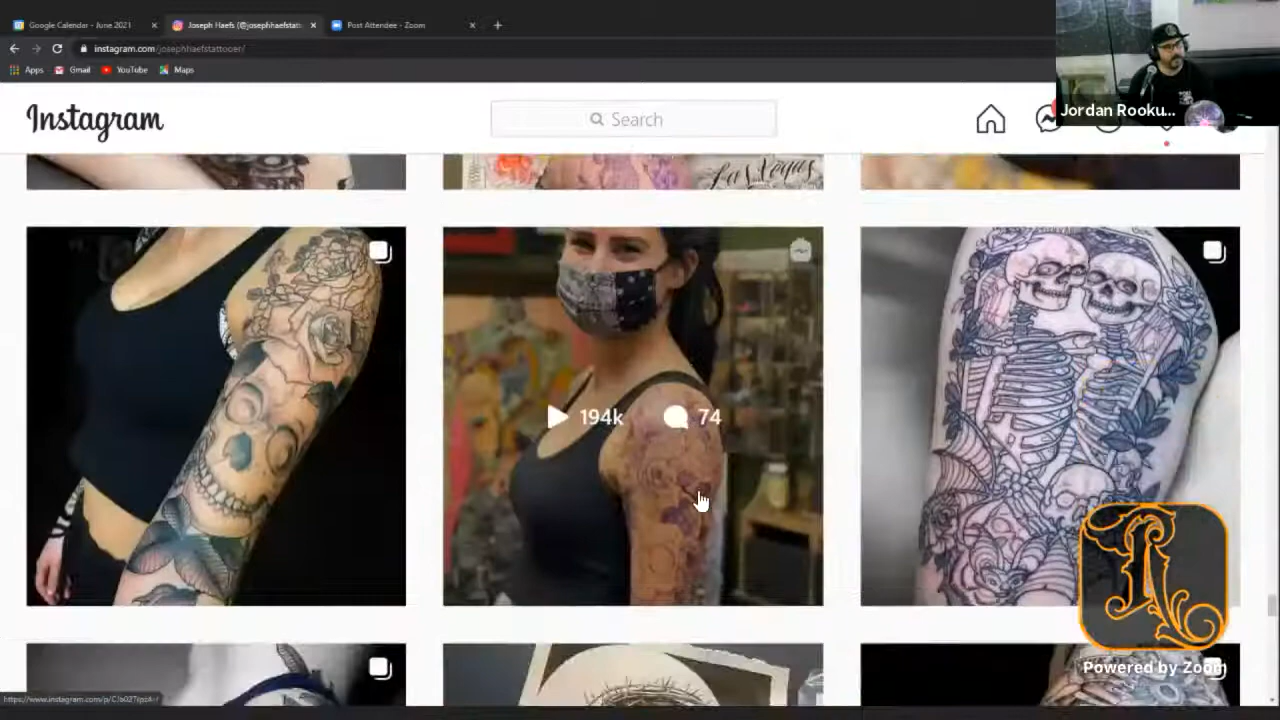 Google Calendar - June 2021
Joseph Haefs (@josephhaefstatt
Post Attendee - Zoom
instagram.com/josephhaefstattooer/
Apps
Gmail
YouTube
Maps
Jordan Rooku...
Instagram
Search
Las Vegas
194k
74
Powered by Zoom